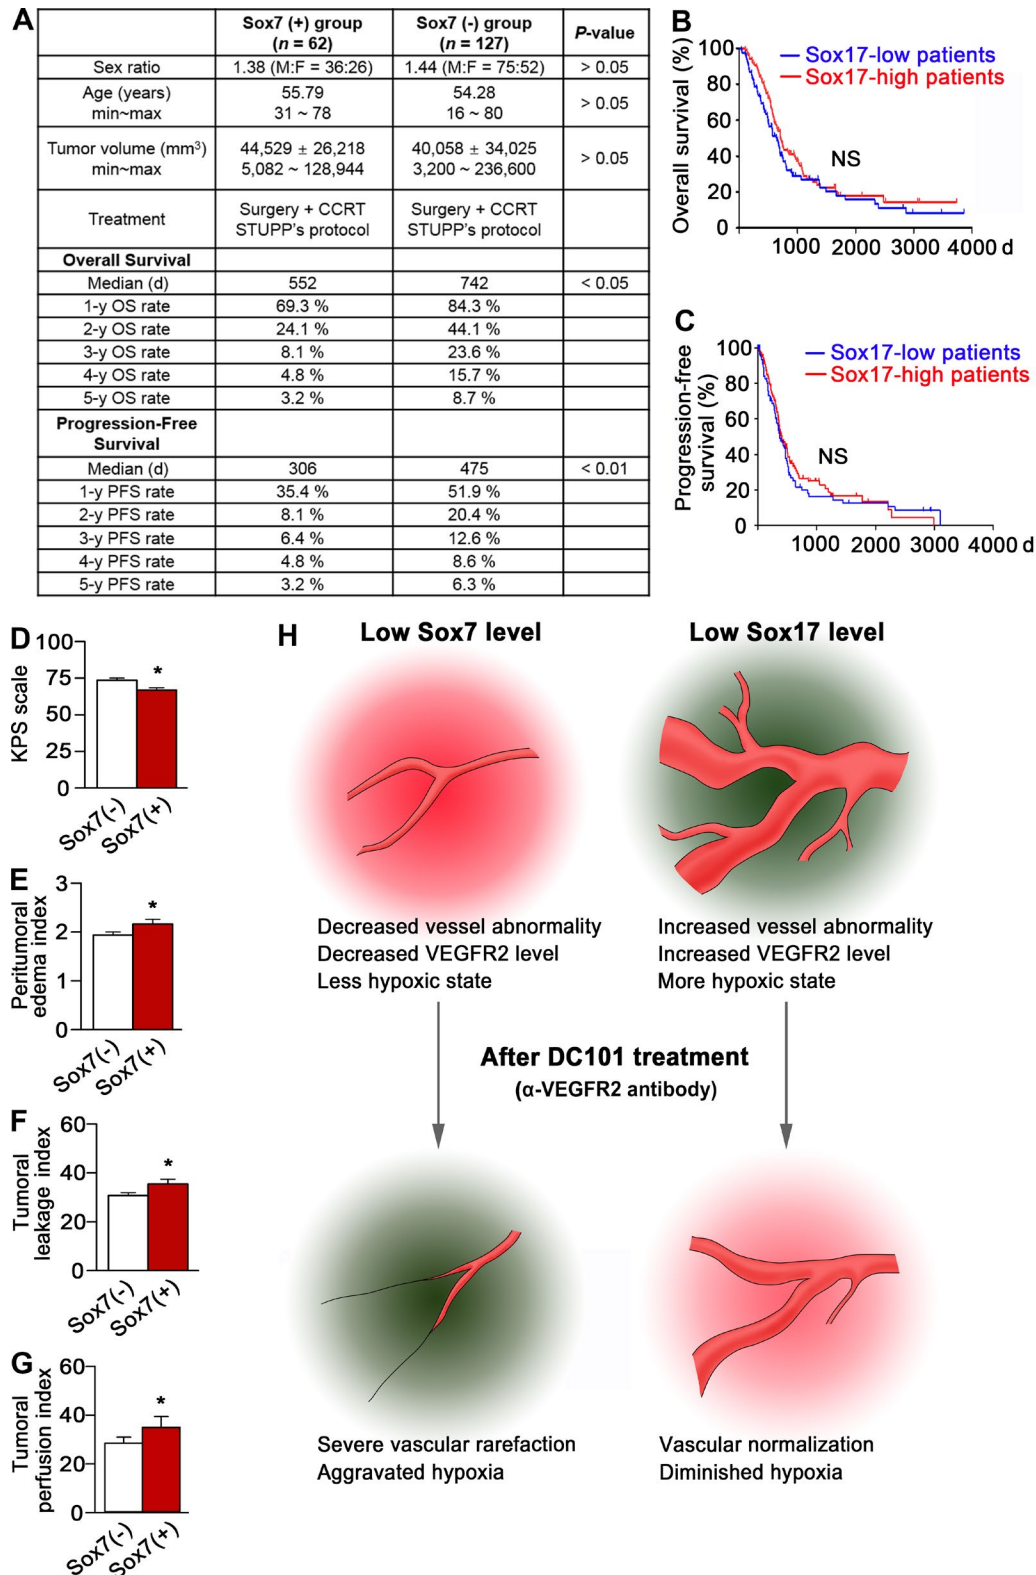 A
Sox7 (+) group
(n = 62)
Sox7 (-) group
(n = 127)
P-value
Sex ratio
1.38 (M:F = 36:26)
1.44 (M:F = 75:52)
> 0.05
Age (years)
min~max
55.79
31 ~ 78
54.28
16 ~ 80
> 0.05
Tumor volume (mm³)
min~max
44,529 ± 26,218
5,082 ~ 128,944
40,058 ± 34,025
3,200 ~ 236,600
> 0.05
Treatment
Surgery + CCRT
STUPP's protocol
Surgery + CCRT
STUPP's protocol
Overall Survival
Median (d)
552
742
< 0.05
1-y OS rate
69.3 %
84.3 %
2-y OS rate
24.1 %
44.1 %
3-y OS rate
8.1 %
23.6 %
4-y OS rate
4.8 %
15.7 %
5-y OS rate
3.2 %
8.7 %
Progression-Free
Survival
Median (d)
306
475
< 0.01
1-y PFS rate
35.4 %
51.9 %
2-y PFS rate
8.1 %
20.4 %
3-y PFS rate
6.4 %
12.6 %
4-y PFS rate
4.8 %
8.6 %
5-y PFS rate
3.2 %
6.3 %
B
Overall survival (%)
100
80
60
40
20
0
Sox17-low patients
Sox17-high patients
NS
1000 2000 3000 4000 d
C
Progression-free
survival (%)
100
80
60
40
20
0
Sox17-low patients
Sox17-high patients
NS
1000 2000 3000 4000 d
D
KPS scale
100
75
50
25
0
*
Sox7(-)
Sox7(+)
E
Peritumoral
edema index
3
2
1
0
*
Sox7(-)
Sox7(+)
F
Tumoral
leakage index
60
40
20
0
*
Sox7(-)
Sox7(+)
G
Tumoral
perfusion index
60
40
20
0
*
Sox7(-)
Sox7(+)
H
Low Sox7 level
Low Sox17 level
Decreased vessel abnormality
Decreased VEGFR2 level
Less hypoxic state
Increased vessel abnormality
Increased VEGFR2 level
More hypoxic state
After DC101 treatment
(α-VEGFR2 antibody)
Severe vascular rarefaction
Aggravated hypoxia
Vascular normalization
Diminished hypoxia